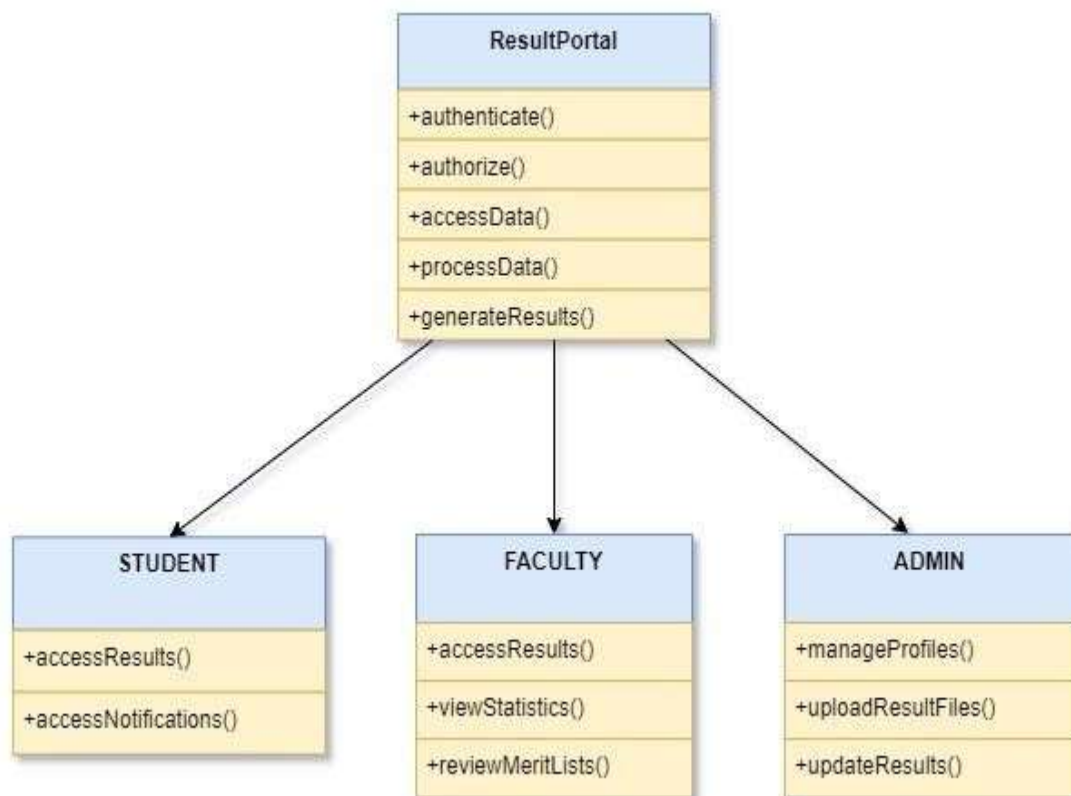 ResultPortal
+authenticate()
+authorize()
+accessData()
+processData()
+generateResults()
STUDENT
+accessResults()
+accessNotifications()
FACULTY
+accessResults()
+viewStatistics()
+reviewMeritLists()
ADMIN
+manageProfiles()
+uploadResultFiles()
+updateResults()